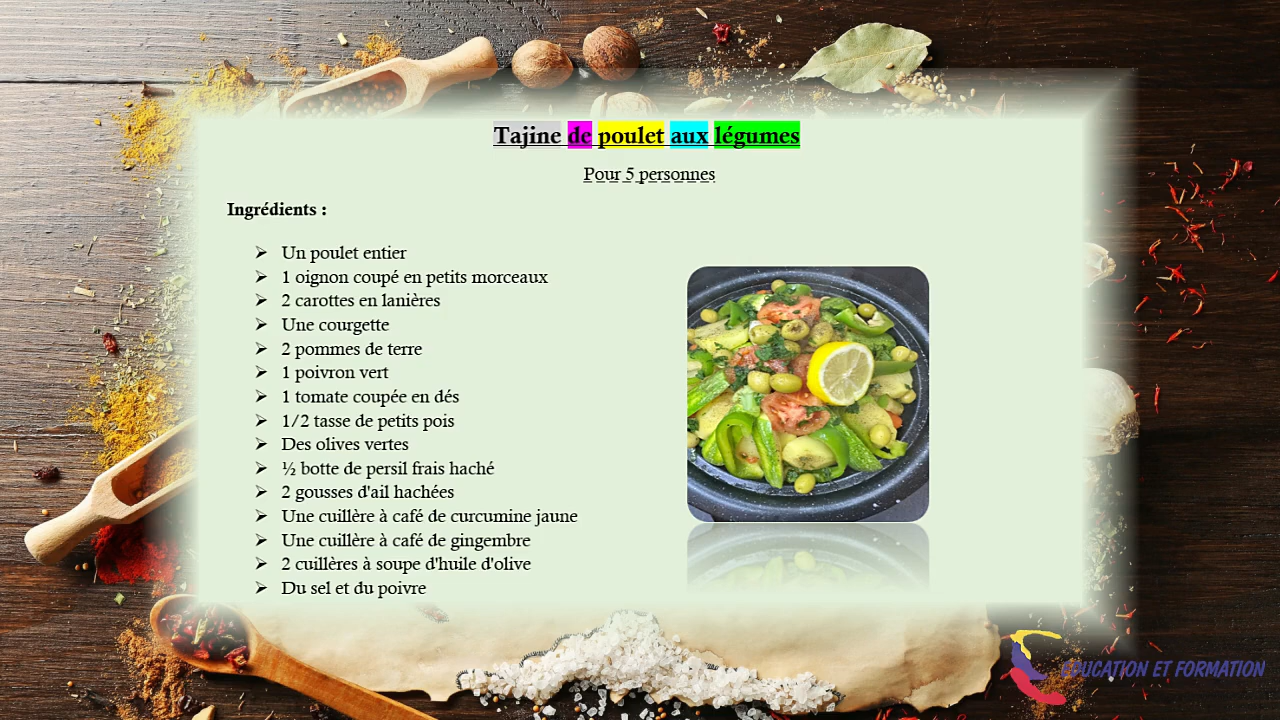 Tajine de poulet aux légumes
Pour 5 personnes
Ingrédients :
➢ Un poulet entier
➢ 1 oignon coupé en petits morceaux
➢ 2 carottes en lanières
➢ Une courgette
➢ 2 pommes de terre
➢ 1 poivron vert
➢ 1 tomate coupée en dés
➢ 1/2 tasse de petits pois
➢ Des olives vertes
➢ ½ botte de persil frais haché
➢ 2 gousses d'ail hachées
➢ Une cuillère à café de curcumine jaune
➢ Une cuillère à café de gingembre
➢ 2 cuillères à soupe d'huile d'olive
➢ Du sel et du poivre
EDUCATION ET FORMATION